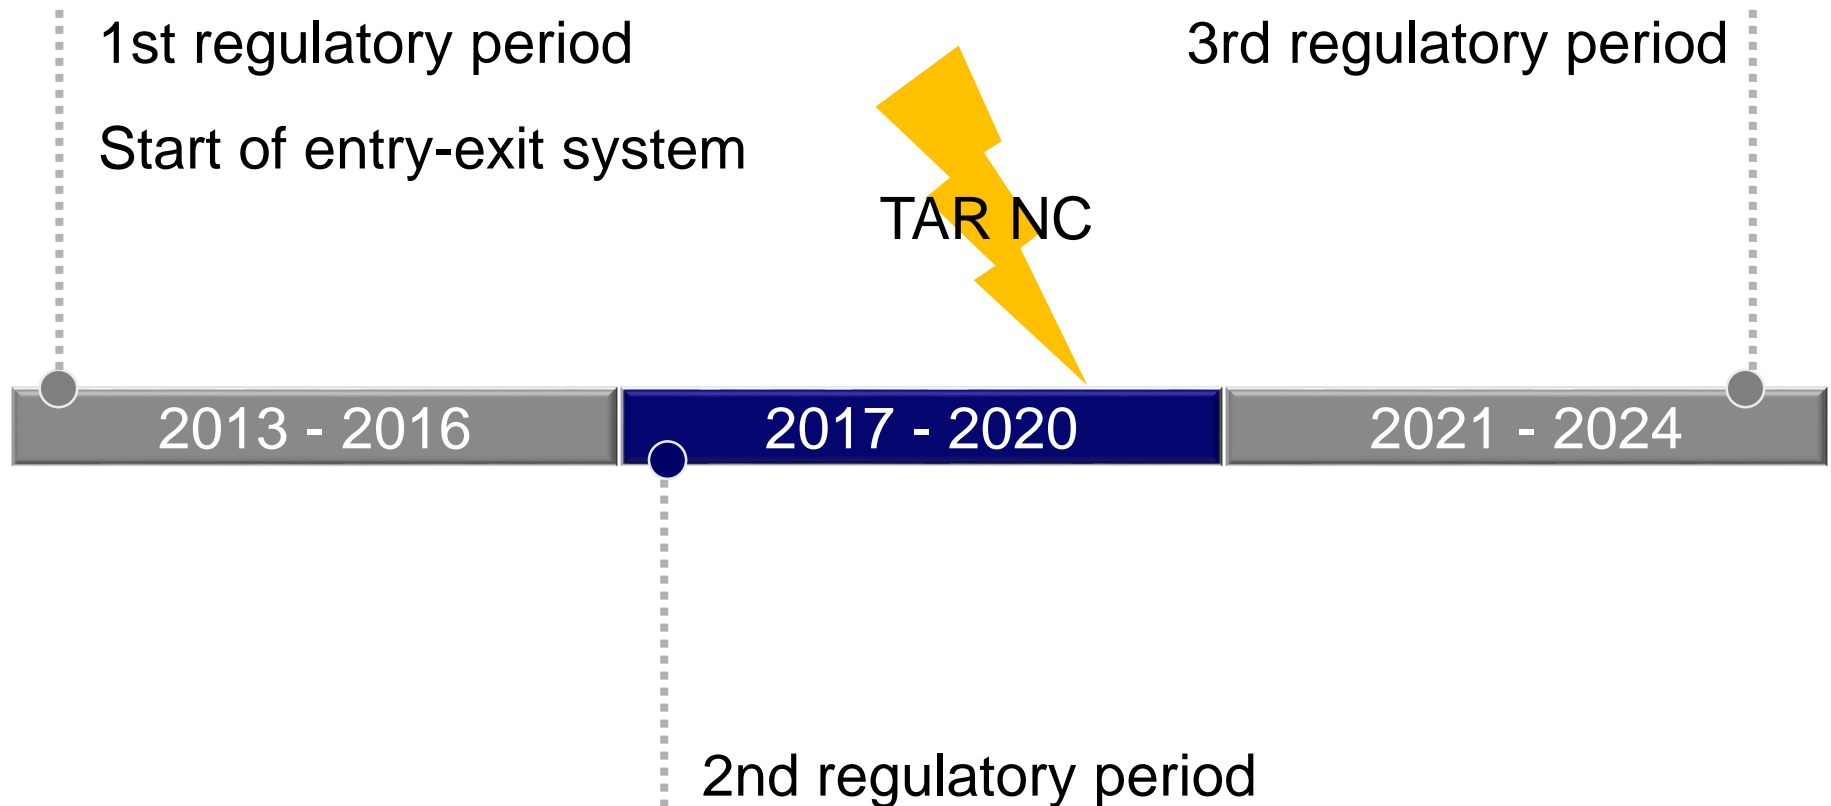 1st regulatory period
3rd regulatory period
Start of entry-exit system
TAR NC
2013 - 2016
2017 - 2020
2021 - 2024
2nd regulatory period